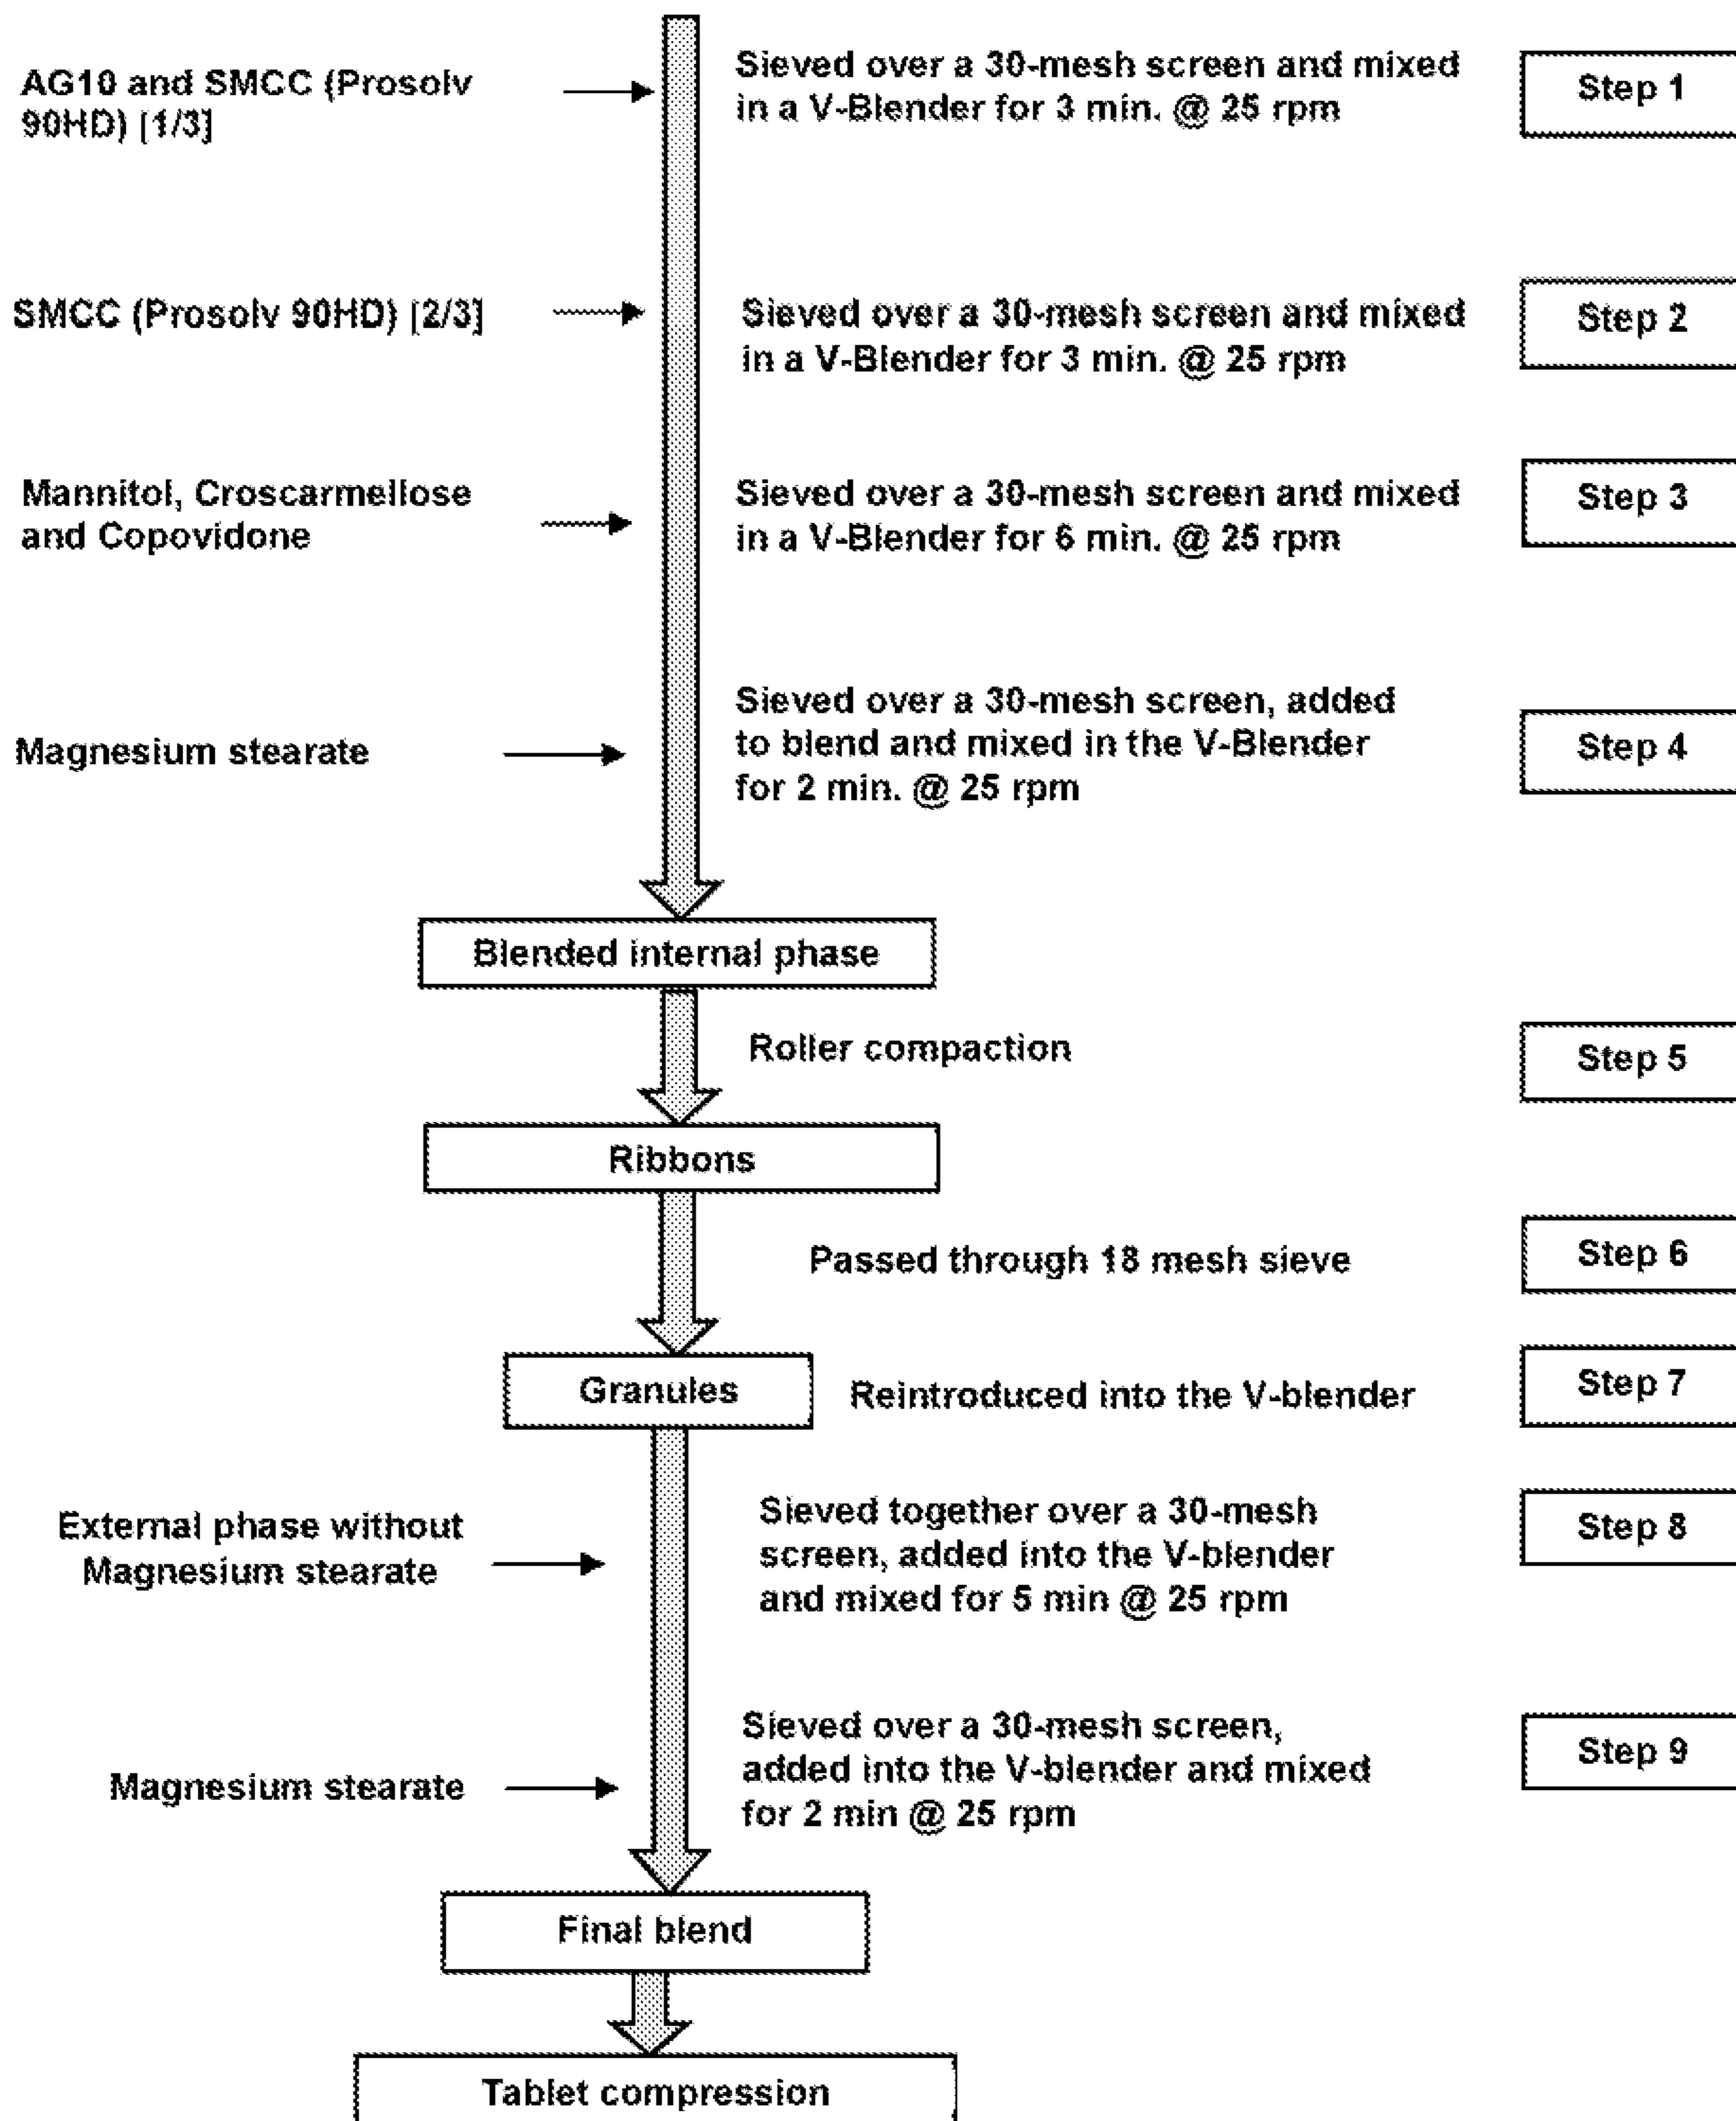 AG10 and SMCC (Prosolv
90HD) [1/3]
Sieved over a 30-mesh screen and mixed
in a V-Blender for 3 min. @ 25 rpm
Step 1
SMCC (Prosolv 90HD) [2/3]
Sieved over a 30-mesh screen and mixed
in a V-Blender for 3 min. @ 25 rpm
Step 2
Mannitol, Croscarmellose
and Copovidone
Sieved over a 30-mesh screen and mixed
in a V-Blender for 6 min. @ 25 rpm
Step 3
Magnesium stearate
Sieved over a 30-mesh screen, added
to blend and mixed in the V-Blender
for 2 min. @ 25 rpm
Step 4
Blended internal phase
Roller compaction
Step 5
Ribbons
Passed through 18 mesh sieve
Step 6
Granules
Reintroduced into the V-blender
Step 7
External phase without
Magnesium stearate
Sieved together over a 30-mesh
screen, added into the V-blender
and mixed for 5 min @ 25 rpm
Step 8
Magnesium stearate
Sieved over a 30-mesh screen,
added into the V-blender and mixed
for 2 min @ 25 rpm
Step 9
Final blend
Tablet compression